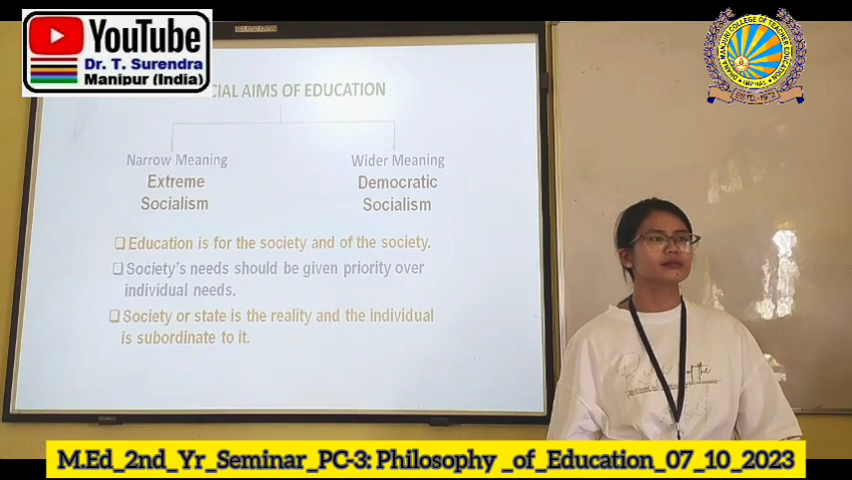 YouTube
Dr. T. Surendra
Manipur (India)
CIAL AIMS OF EDUCATION
Narrow Meaning
Extreme
Socialism
Wider Meaning
Democratic
Socialism
❑Education is for the society and of the society.
❑Society's needs should be given priority over
individual needs.
❑Society or state is the reality and the individual
is subordinate to it.
of the
M.Ed_2nd_Yr_Seminar_PC-3: Philosophy _of_Education_07_10_2023